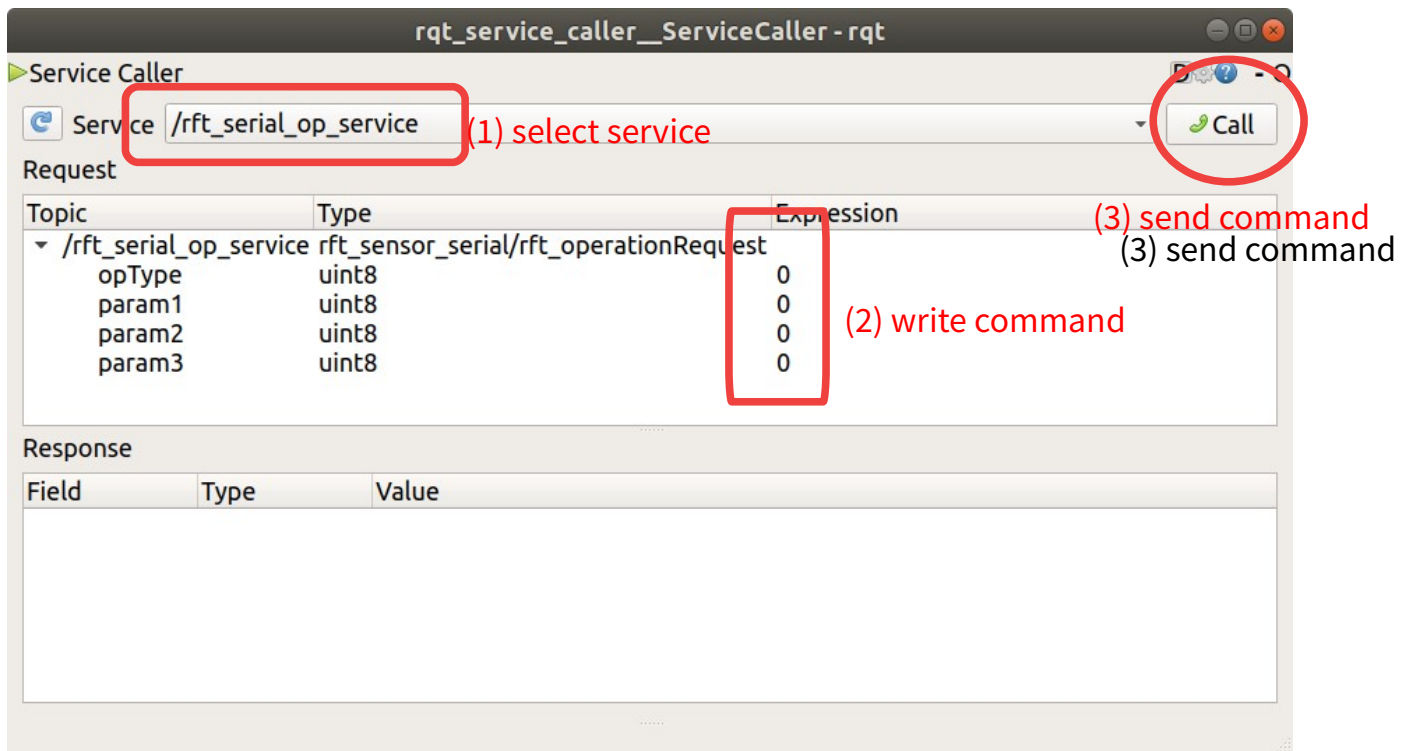 rqt_service_caller__ServiceCaller - rqt
Service Caller
D - O
Service /rft_serial_op_service
(1) select service
Call
Request
Topic Type Expression
(3) send command
(3) send command
/rft_serial_op_service rft_sensor_serial/rft_operationRequest
opType uint8 0
param1 uint8 0
(2) write command
param2 uint8 0
param3 uint8 0
Response
Field Type Value